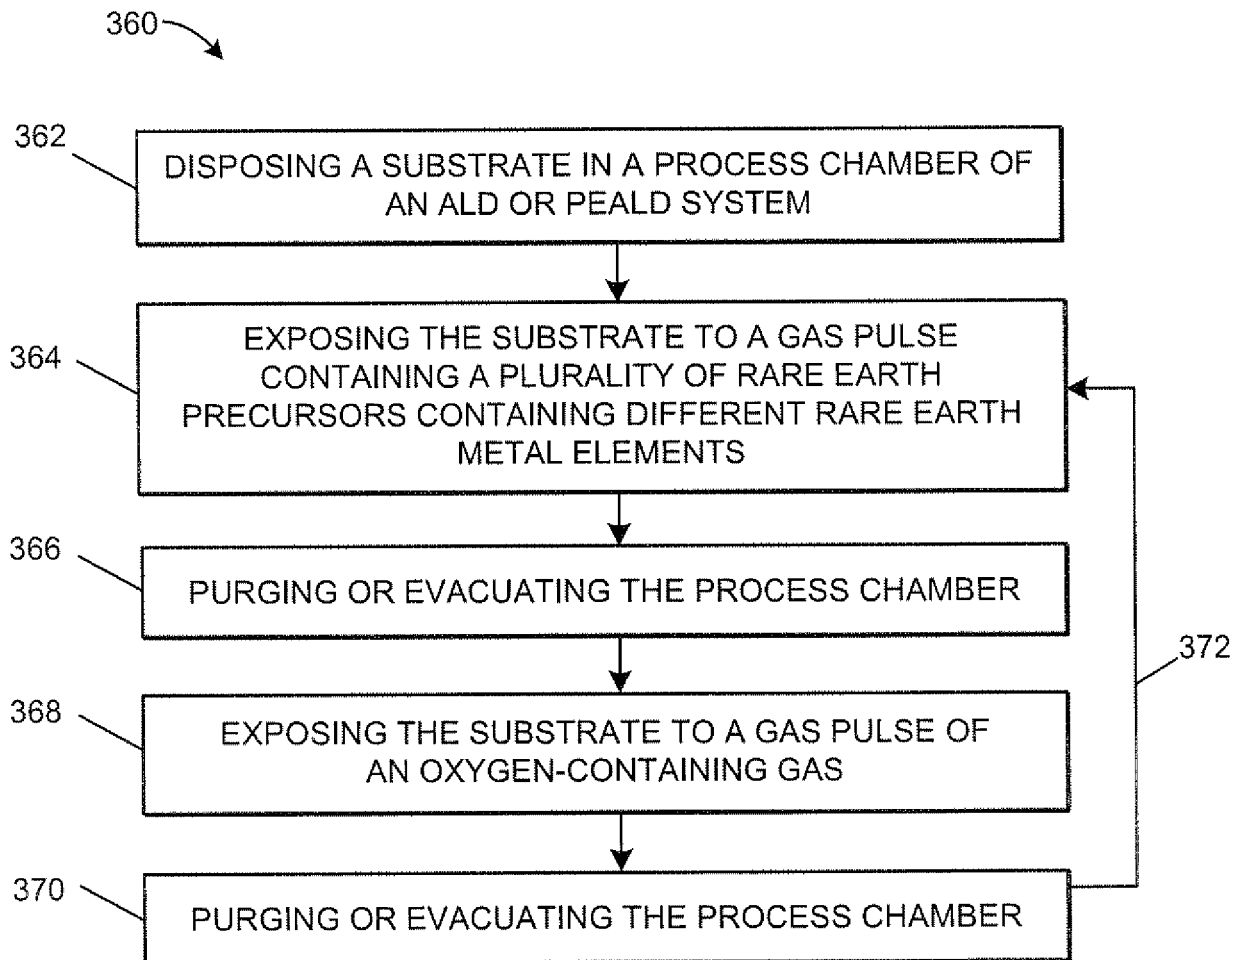 360
362
DISPOSING A SUBSTRATE IN A PROCESS CHAMBER OF
AN ALD OR PEALD SYSTEM
364
EXPOSING THE SUBSTRATE TO A GAS PULSE
CONTAINING A PLURALITY OF RARE EARTH
PRECURSORS CONTAINING DIFFERENT RARE EARTH
METAL ELEMENTS
366
PURGING OR EVACUATING THE PROCESS CHAMBER
372
368
EXPOSING THE SUBSTRATE TO A GAS PULSE OF
AN OXYGEN-CONTAINING GAS
370
PURGING OR EVACUATING THE PROCESS CHAMBER